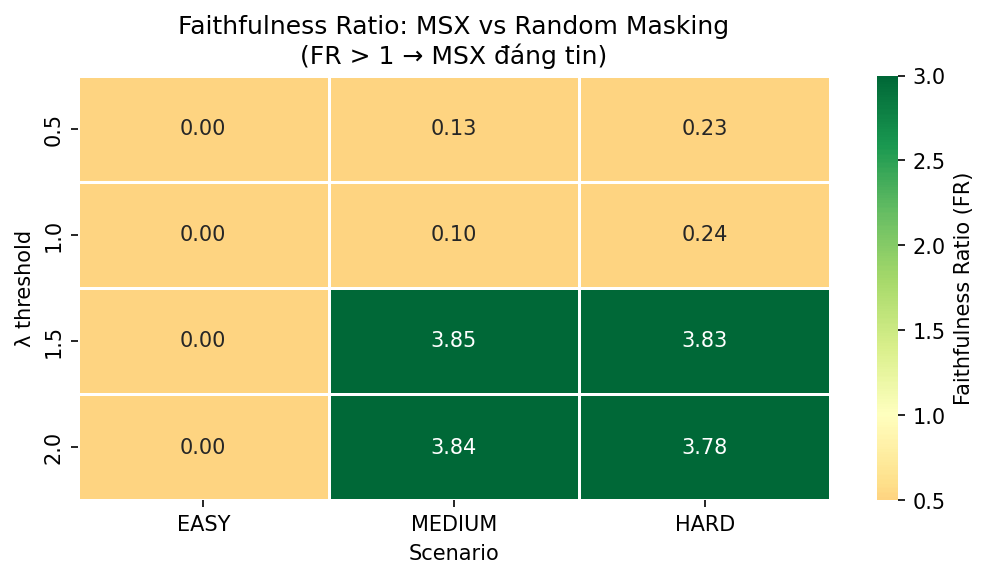 Faithfulness Ratio: MSX vs Random Masking
(FR > 1 → MSX đáng tin)
λ threshold
0.5
0.00
0.13
0.23
1.0
0.00
0.10
0.24
1.5
0.00
3.85
3.83
2.0
0.00
3.84
3.78
EASY
MEDIUM
HARD
Scenario
3.0
2.5
2.0
1.5
1.0
0.5
Faithfulness Ratio (FR)